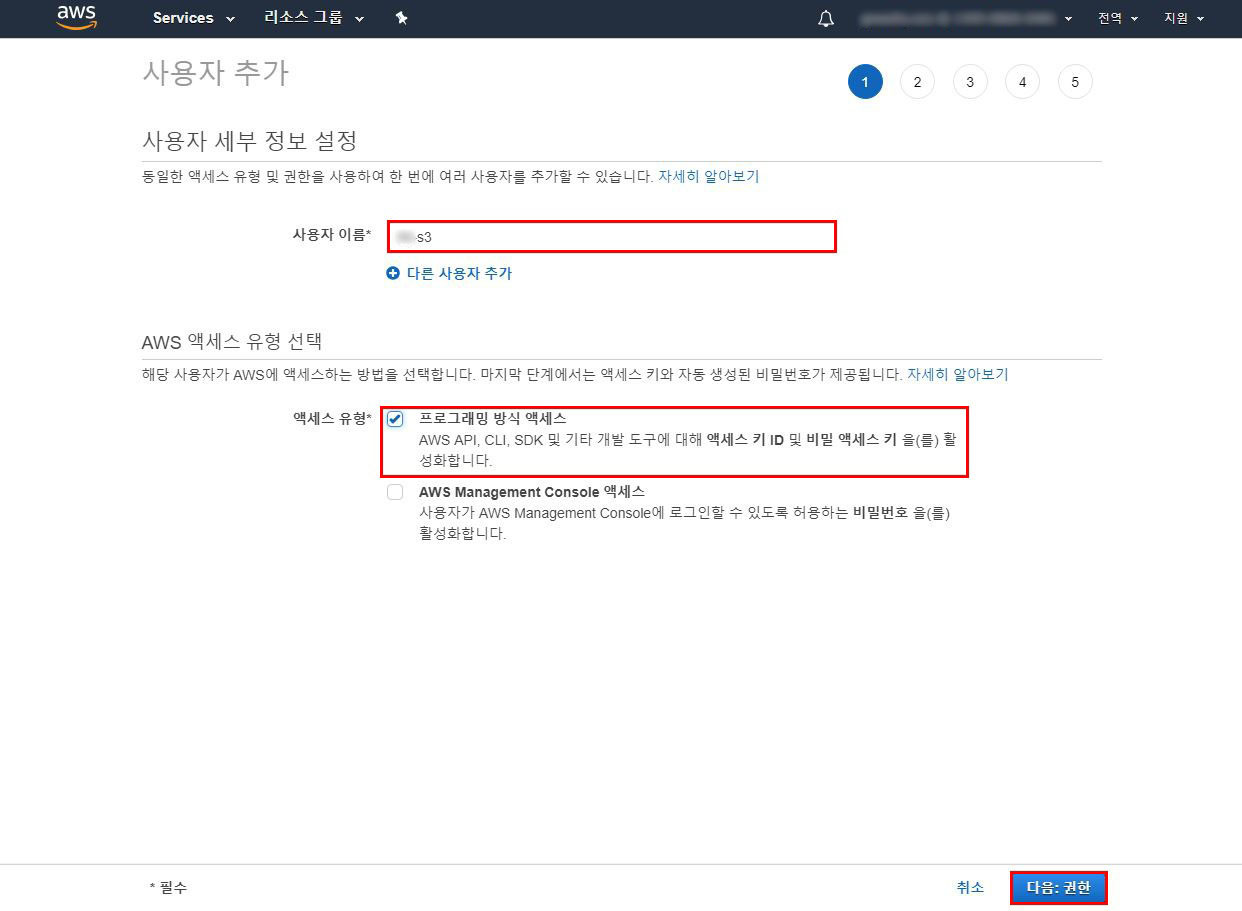 aws Services 리소스 그룹 전역 지원
사용자 추가
1 2 3 4 5
사용자 세부 정보 설정
동일한 액세스 유형 및 권한을 사용하여 한 번에 여러 사용자를 추가할 수 있습니다. 자세히 알아보기
사용자 이름* -s3
다른 사용자 추가
AWS 액세스 유형 선택
해당 사용자가 AWS에 액세스하는 방법을 선택합니다. 마지막 단계에서는 액세스 키와 자동 생성된 비밀번호가 제공됩니다. 자세히 알아보기
액세스 유형* 프로그래밍 방식 액세스
AWS API, CLI, SDK 및 기타 개발 도구에 대해 액세스 키 ID 및 비밀 액세스 키 을(를) 활
성화합니다.
AWS Management Console 액세스
사용자가 AWS Management Console에 로그인할 수 있도록 허용하는 비밀번호 을(를)
활성화합니다.
* 필수 취소 다음: 권한